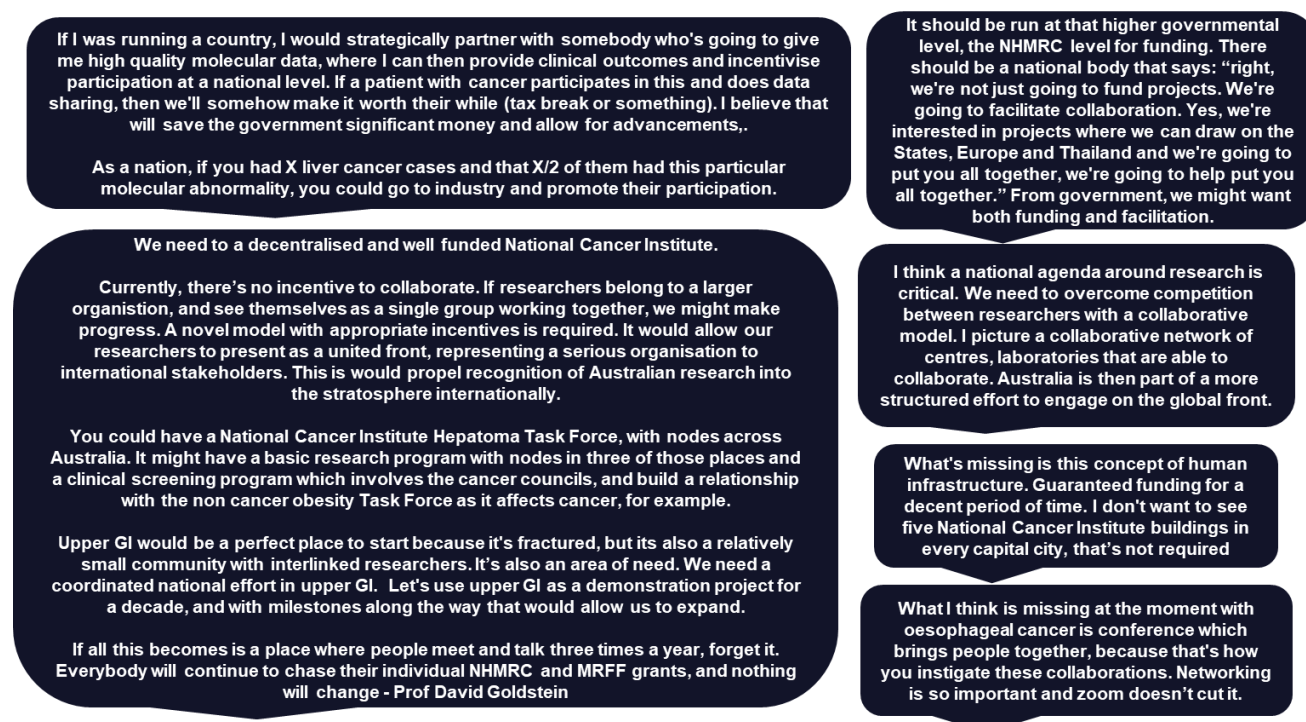 If I was running a country, I would strategically partner with somebody who's going to give
me high quality molecular data, where I can then provide clinical outcomes and incentivise
participation at a national level. If a patient with cancer participates in this and does data
sharing, then we'll somehow make it worth their while (tax break or something). I believe that
will save the government significant money and allow for advancements,.
As a nation, if you had X liver cancer cases and that X/2 of them had this particular
molecular abnormality, you could go to industry and promote their participation.
We need to a decentralised and well funded National Cancer Institute.
Currently, there's no incentive to collaborate. If researchers belong to a larger
organistion, and see themselves as a single group working together, we might make
progress. A novel model with appropriate incentives is required. It would allow our
researchers to present as a united front, representing a serious organisation to
international stakeholders. This is would propel recognition of Australian research into
the stratosphere internationally.
You could have a National Cancer Institute Hepatoma Task Force, with nodes across
Australia. It might have a basic research program with nodes in three of those places and
a clinical screening program which involves the cancer councils, and build a relationship
with the non cancer obesity Task Force as it affects cancer, for example.
Upper GI would be a perfect place to start because it's fractured, but its also a relatively
small community with interlinked researchers. It's also an area of need. We need a
coordinated national effort in upper GI. Let's use upper GI as a demonstration project for
a decade, and with milestones along the way that would allow us to expand.
If all this becomes is a place where people meet and talk three times a year, forget it.
Everybody will continue to chase their individual NHMRC and MRFF grants, and nothing
will change - Prof David Goldstein
It should be run at that higher governmental
level, the NHMRC level for funding. There
should be a national body that says: “right,
we're not just going to fund projects. We're
going to facilitate collaboration. Yes, we're
interested in projects where we can draw on the
States, Europe and Thailand and we're going to
put you all together, we're going to help put you
all together.” From government, we might want
both funding and facilitation.
I think a national agenda around research is
critical. We need to overcome competition
between researchers with a collaborative
model. I picture a collaborative network of
centres, laboratories that are able to
collaborate. Australia is then part of a more
structured effort to engage on the global front.
What's missing is this concept of human
infrastructure. Guaranteed funding for a
decent period of time. I don't want to see
five National Cancer Institute buildings in
every capital city, that's not required
What I think is missing at the moment with
oesophageal cancer is conference which
brings people together, because that's how
you instigate these collaborations. Networking
is so important and zoom doesn't cut it.